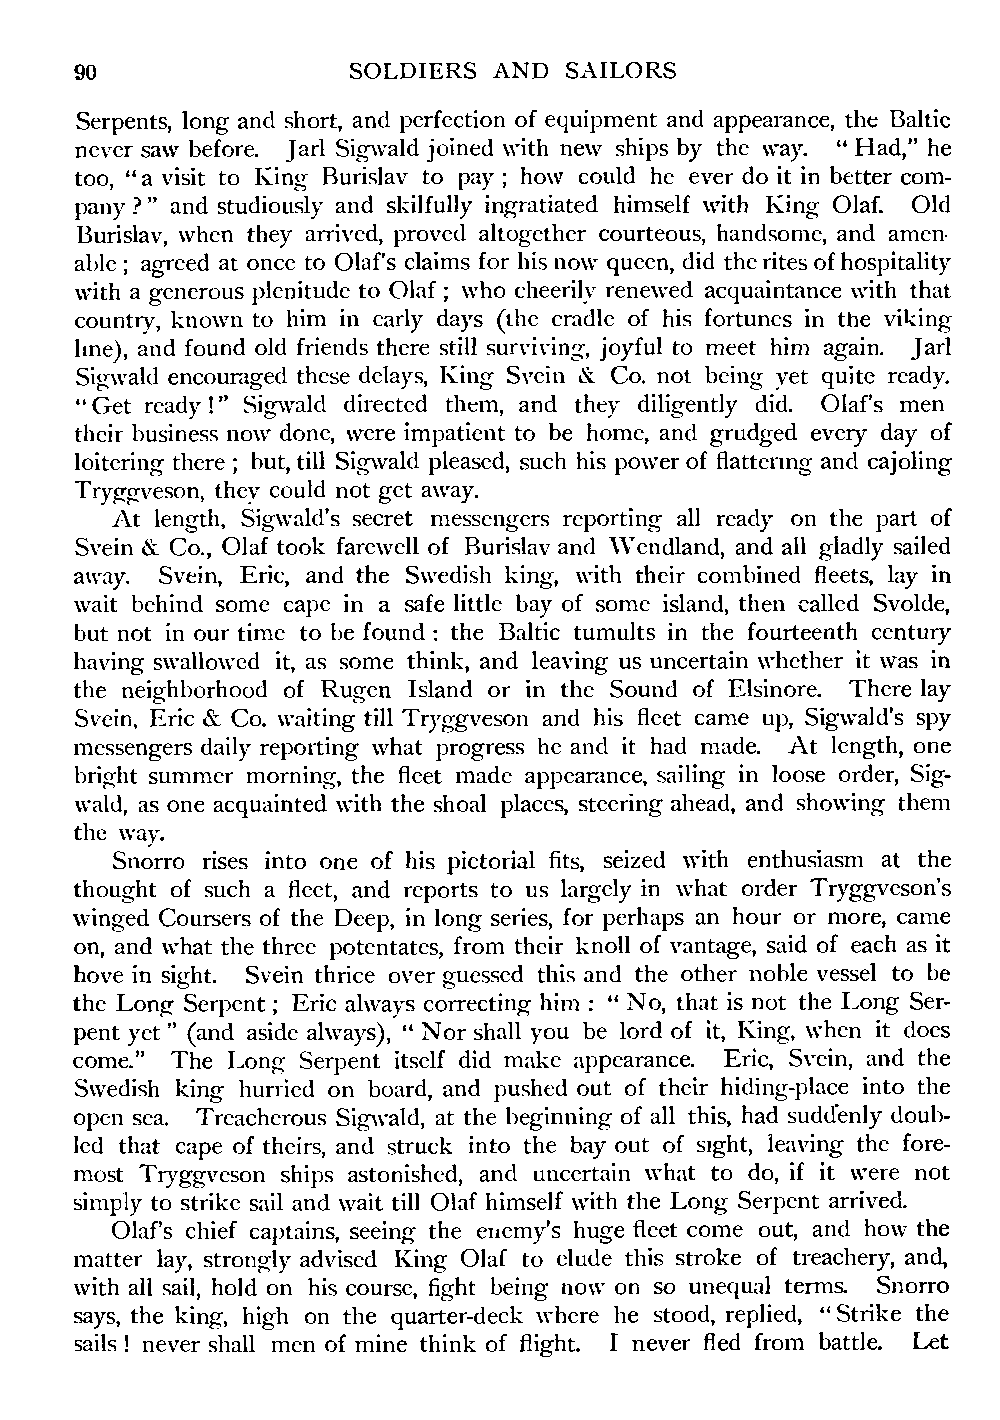 90 SOLDIERS AND SAILORS
Serpents, long and short, and perfection of equipment and appearance, the Baltic
never saw before. Jarl Sigwald joined with new ships by the way. “Had,” he
too, “a visit to King Burislav to pay; how could he ever do it in better com-
pany?” and studiously and skilfully ingratiated himself with King Olaf. Old
Burislav, when they arrived, proved altogether courteous, handsome, and amen-
able; agreed at once to Olaf's claims for his now queen, did the rites of hospitality
with a generous plenitude to Olaf; who cheerily renewed acquaintance with that
country, known to him in early days (the cradle of his fortunes in the viking
line), and found old friends there still surviving, joyful to meet him again. Jarl
Sigwald encouraged these delays, King Svein & Co. not being yet quite ready.
“Get ready!” Sigwald directed them, and they diligently did. Olaf's men
their business now done, were impatient to be home, and grudged every day of
loitering there; but, till Sigwald pleased, such his power of flattering and cajoling
Tryggveson, they could not get away.
At length, Sigwald's secret messengers reporting all ready on the part of
Svein & Co., Olaf took farewell of Burislav and Wendland, and all gladly sailed
away. Svein, Eric, and the Swedish king, with their combined fleets, lay in
wait behind some cape in a safe little bay of some island, then called Svolde,
but not in our time to be found: the Baltic tumults in the fourteenth century
having swallowed it, as some think, and leaving us uncertain whether it was in
the neighborhood of Rugen Island or in the Sound of Elsinore. There lay
Svein, Eric & Co. waiting till Tryggveson and his fleet came up, Sigwald's spy
messengers daily reporting what progress he and it had made. At length, one
bright summer morning, the fleet made appearance, sailing in loose order, Sig-
wald, as one acquainted with the shoal places, steering ahead, and showing them
the way.
Snorro rises into one of his pictorial fits, seized with enthusiasm at the
thought of such a fleet, and reports to us largely in what order Tryggveson's
winged Coursers of the Deep, in long series, for perhaps an hour or more, came
on, and what the three potentates, from their knoll of vantage, said of each as it
hove in sight. Svein thrice over guessed this and the other noble vessel to be
the Long Serpent; Eric always correcting him: “No, that is not the Long Ser-
pent yet” (and aside always), “Nor shall you be lord of it, King, when it does
come.” The Long Serpent itself did make appearance. Eric, Svein, and the
Swedish king hurried on board, and pushed out of their hiding-place into the
open sea. Treacherous Sigwald, at the beginning of all this, had suddenly doub-
led that cape of theirs, and struck into the bay out of sight, leaving the fore-
most Tryggveson ships astonished, and uncertain what to do, if it were not
simply to strike sail and wait till Olaf himself with the Long Serpent arrived.
Olaf's chief captains, seeing the enemy's huge fleet come out, and how the
matter lay, strongly advised King Olaf to elude this stroke of treachery, and,
with all sail, hold on his course, fight being now on so unequal terms. Snorro
says, the king, high on the quarter-deck where he stood, replied, “Strike the
sails! never shall men of mine think of flight. I never fled from battle. Let